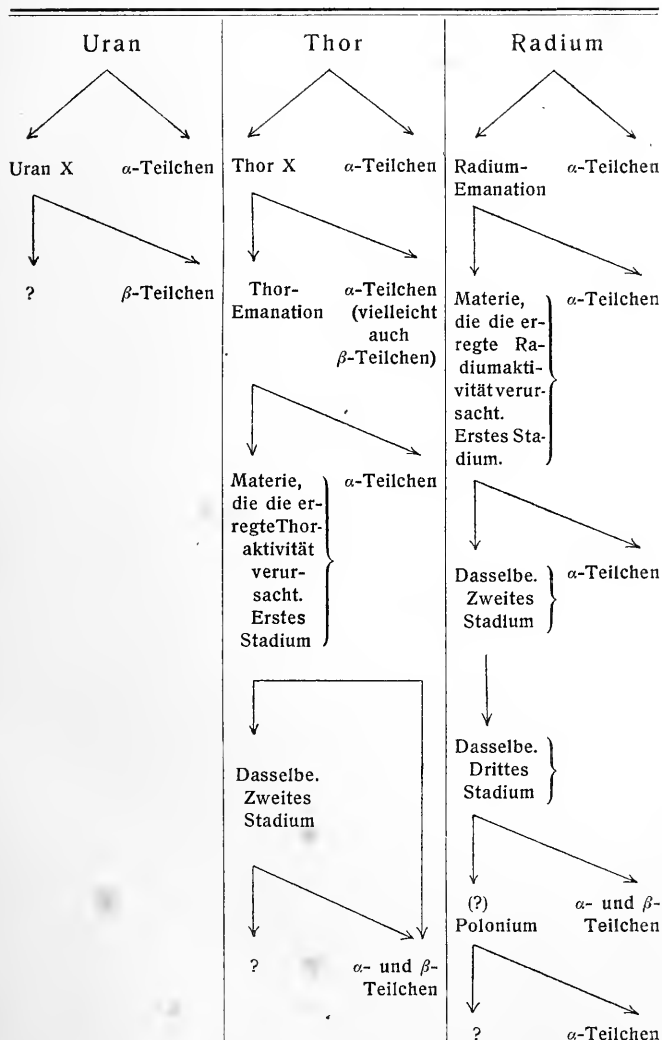 Uran
Uran X
α-Teilchen
?
β-Teilchen
Thor
Thor X
α-Teilchen
Thor-
Emanation
α-Teilchen
(vielleicht
auch
β-Teilchen)
Materie,
die die er-
regteThor-
aktivität
verur-
sacht.
Erstes
Stadium
α-Teilchen
Dasselbe.
Zweites
Stadium
?
α- und β-
Teilchen
Radium
Radium-
Emanation
α-Teilchen
Materie,
die die er-
regte Ra-
diumakti-
vitätverur-
sacht.
Erstes Sta-
dium.
α-Teilchen
Dasselbe.
Zweites
Stadium
α-Teilchen
Dasselbe.
Drittes
Stadium
(?)
Polonium
α- und β-
Teilchen
?
α-Teilchen